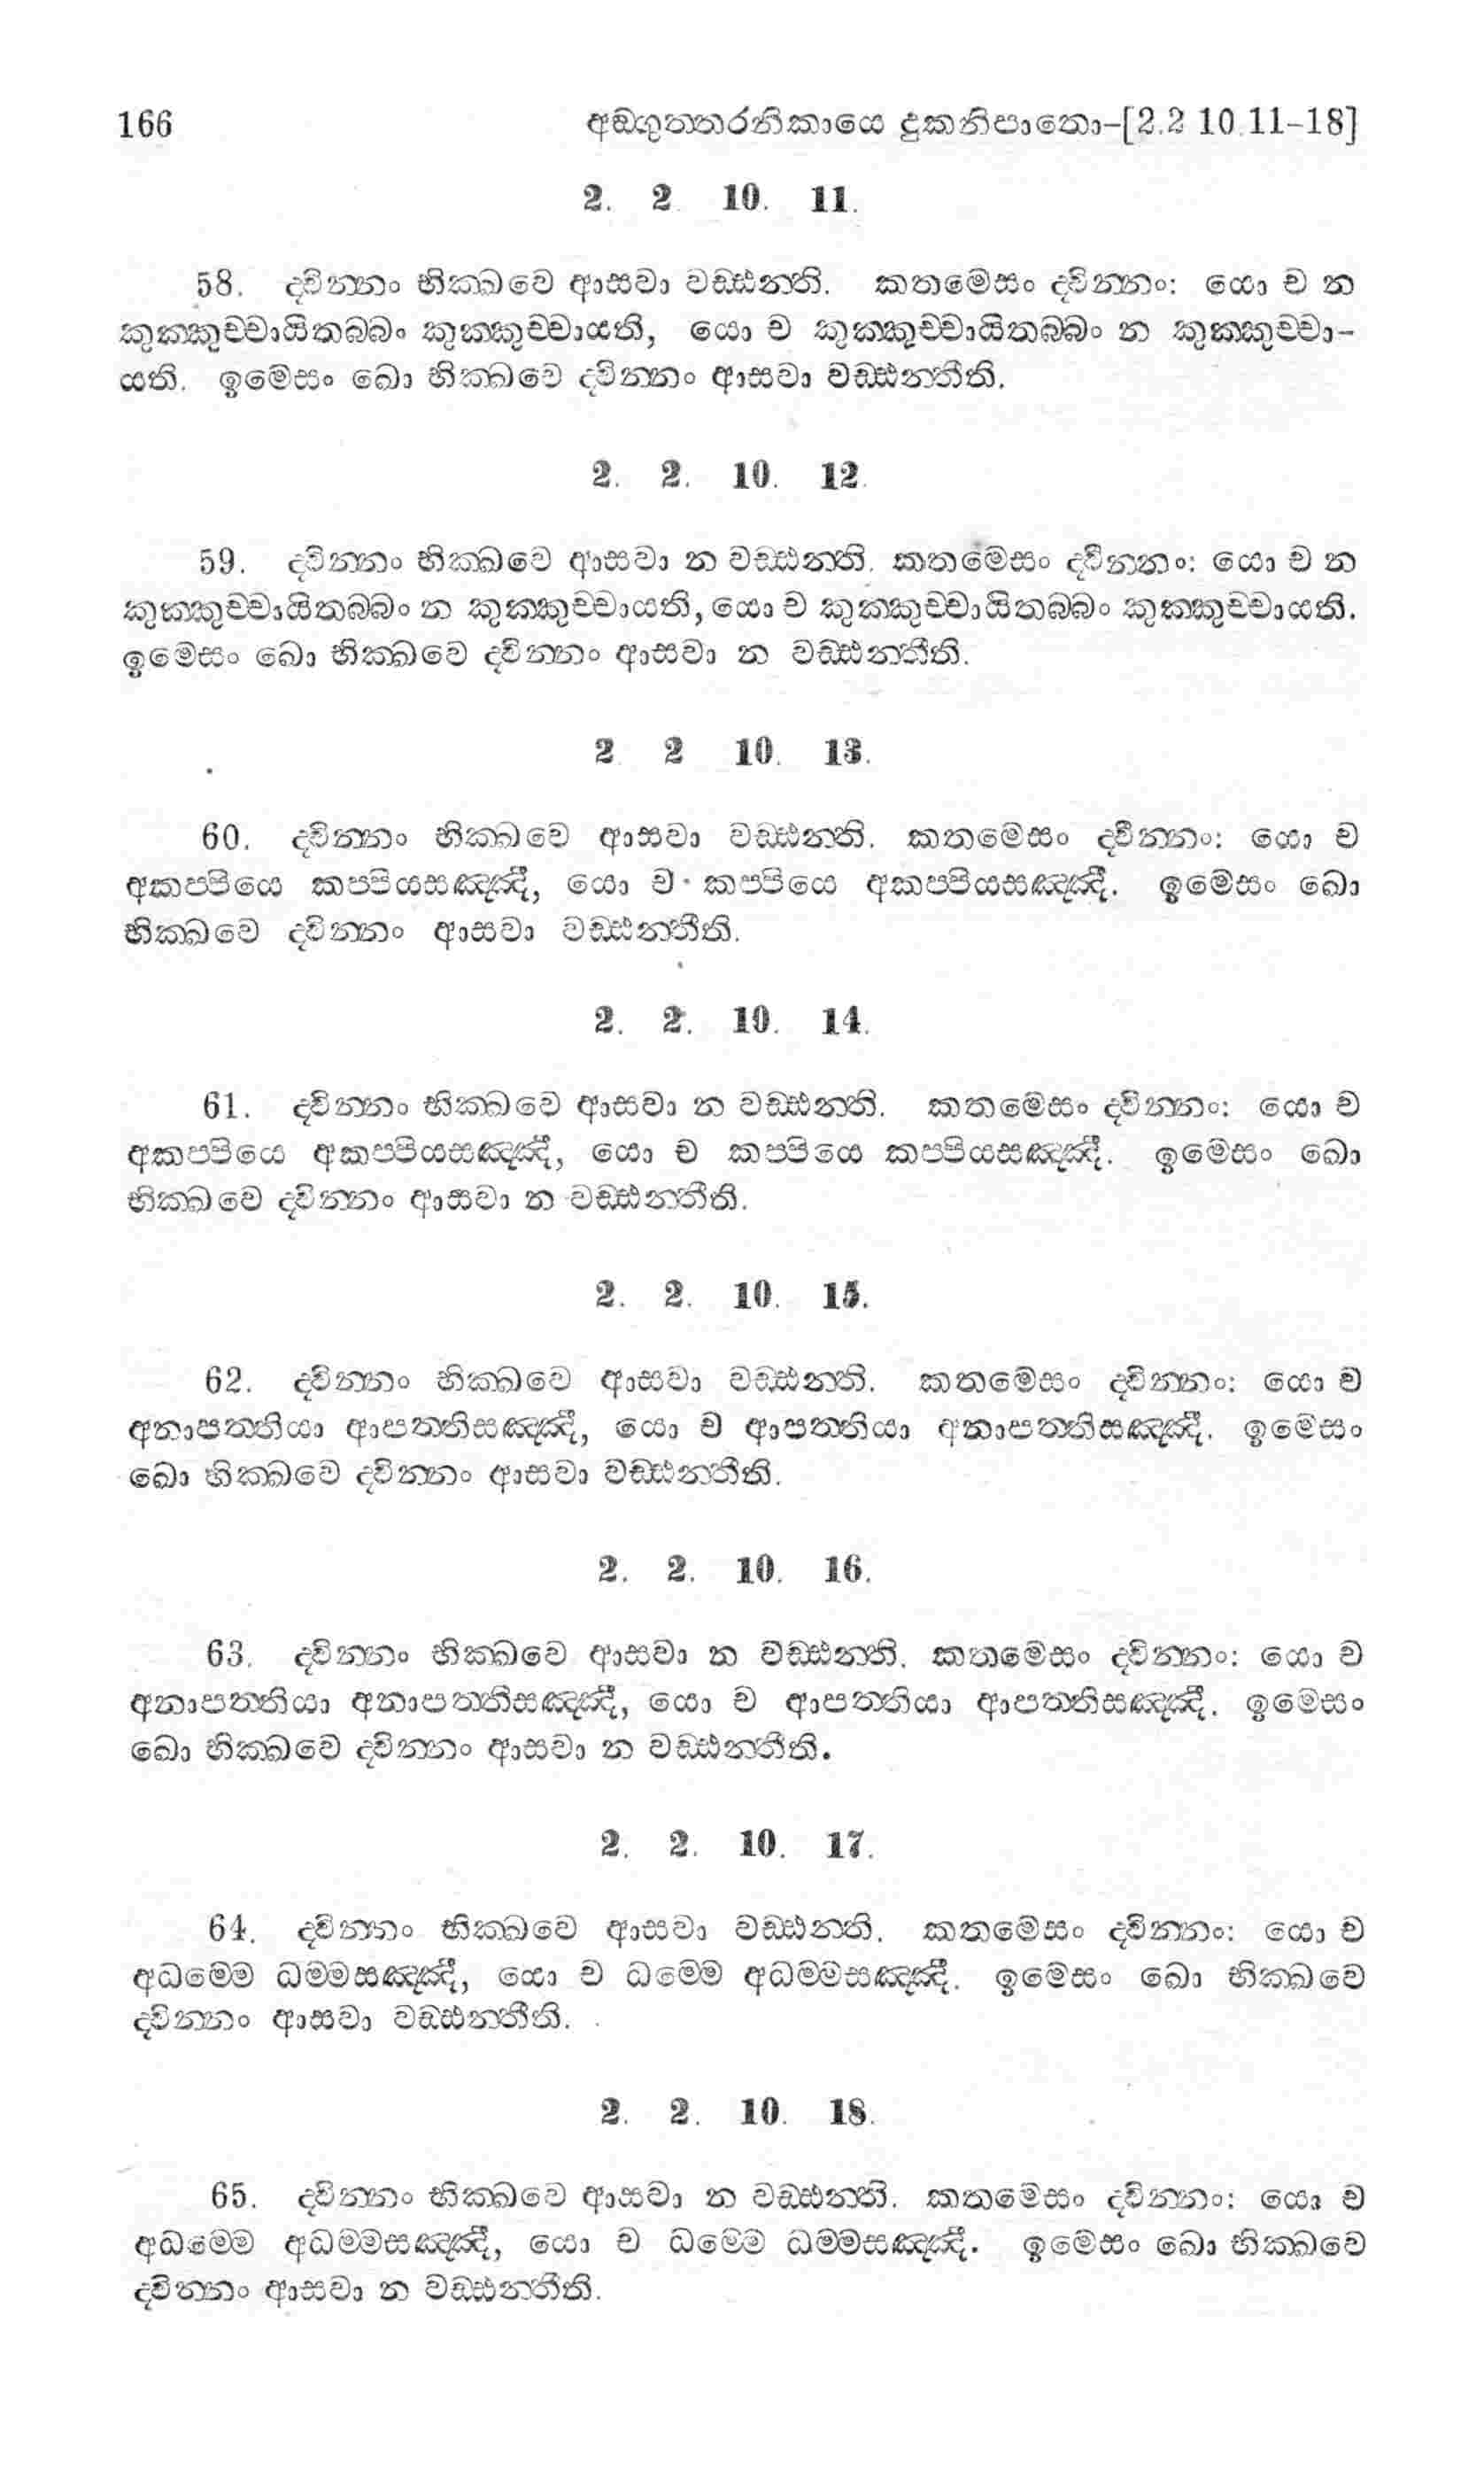 166 අඞ්ගුත්තරනිකායෙ දුකනිපාතො-[2.2 10.11-18]
2. 2 10. 11.
58. ද්වින්නං භික්ඛවෙ ආසවා වඩ්ඪන්ති. කතමෙසං ද්වින්නං: යො ච න
කුක්කුච්චායිතබ්බං කුක්කුච්චායති, යො ච කුක්කුච්චායිතබ්බං න කුක්කුච්චා-
යති. ඉමෙසං ඛො භික්ඛවෙ ද්වින්නං ආසවා වඩ්ඪන්තීති.
2. 2. 10. 12.
59. ද්වින්නං භික්ඛවෙ ආසවා න වඩ්ඪන්ති. කතමෙසං ද්වින්නං: යො ච න
කුක්කුච්චායිතබ්බං න කුක්කුච්චායති, යො ච කුක්කුච්චායිතබ්බං කුක්කුච්චායති.
ඉමෙසං ඛො භික්ඛවෙ ද්වින්නං ආසවා න වඩ්ඪන්තීති.
2 2 10. 13.
60. ද්වින්නං භික්ඛවෙ ආසවා වඩ්ඪන්ති. කතමෙසං ද්වින්නං: යො ච
අකප්පියෙ කප්පියසඤ්ඤී, යො ච කප්පියෙ අකප්පියසඤ්ඤී. ඉමෙසං ඛො
භික්ඛවෙ ද්වින්නං ආසවා වඩ්ඪන්තීති.
2. 2. 10. 14.
61. ද්වින්නං භික්ඛවෙ ආසවා න වඩ්ඪන්ති. කතමෙසං ද්වින්නං: යො ච
අකප්පියෙ අකප්පියසඤ්ඤී, යො ච කප්පියෙ කප්පියසඤ්ඤී. ඉමෙසං ඛො
භික්ඛවෙ ද්වින්නං ආසවා න වඩ්ඪන්තීති.
2. 2. 10. 15.
62. ද්වින්නං භික්ඛවෙ ආසවා වඩ්ඪන්ති. කතමෙසං ද්වින්නං: යො ච
අනාපත්තියා ආපත්තිසඤ්ඤී, යො ච ආපත්තියා අනාපත්තිසඤ්ඤී. ඉමෙසං
ඛො භික්ඛවෙ ද්වින්නං ආසවා වඩ්ඪන්තීති.
2. 2. 10. 16.
63. ද්වින්නං භික්ඛවෙ ආසවා න වඩ්ඪන්ති. කතමෙසං ද්වින්නං: යො ච
අනාපත්තියා අනාපත්තිසඤ්ඤී, යො ච ආපත්තියා ආපත්තිසඤ්ඤී. ඉමෙසං
ඛො භික්ඛවෙ ද්වින්නං ආසවා න වඩ්ඪන්තීති.
2. 2. 10. 17.
64. ද්වින්නං භික්ඛවෙ ආසවා වඩ්ඪන්ති. කතමෙසං ද්වින්නං: යො ච
අධම්මෙ ධම්මසඤ්ඤී, යො ච ධම්මෙ අධම්මසඤ්ඤී. ඉමෙසං ඛො භික්ඛවෙ
ද්වින්නං ආසවා වඩ්ඪන්තීති.
2. 2. 10. 18.
65. ද්වින්නං භික්ඛවෙ ආසවා න වඩ්ඪන්ති. කතමෙසං ද්වින්නං: යො ච
අධම්මෙ අධම්මසඤ්ඤී, යො ච ධම්මෙ ධම්මසඤ්ඤී. ඉමෙසං ඛො භික්ඛවෙ
ද්වින්නං ආසවා න වඩ්ඪන්තීති.